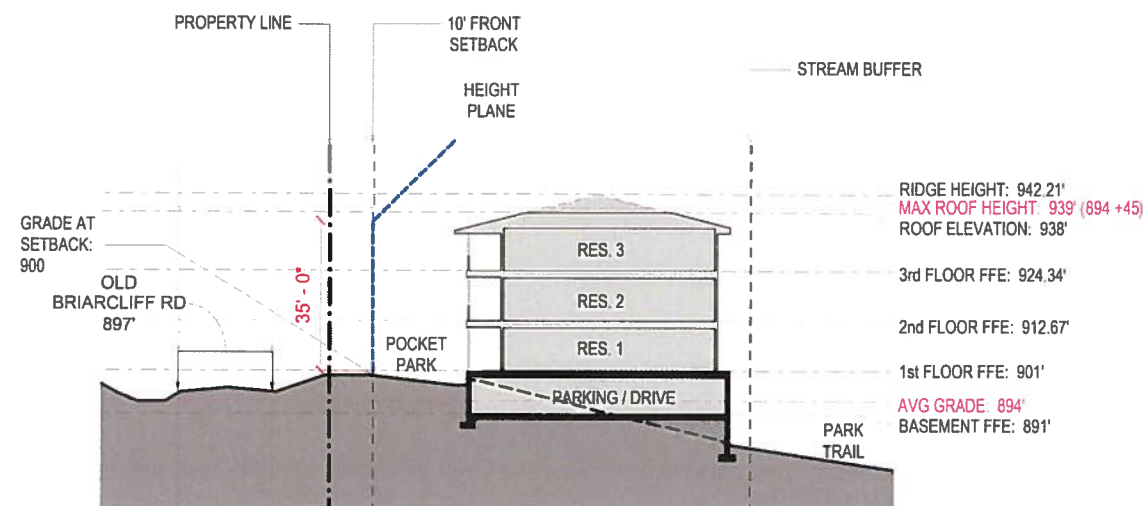 PROPERTY LINE
10' FRONT
SETBACK
HEIGHT
PLANE
STREAM BUFFER
GRADE AT
SETBACK:
900
OLD
BRIARCLIFF RD
897'
35' - 0"
POCKET
PARK
RES. 3
RES. 2
RES. 1
PARKING / DRIVE
PARK
TRAIL
RIDGE HEIGHT: 942.21'
MAX ROOF HEIGHT: 939' (894 +45)
ROOF ELEVATION: 938'
3rd FLOOR FFE: 924.34'
2nd FLOOR FFE: 912.67'
1st FLOOR FFE: 901'
AVG GRADE: 894'
BASEMENT FFE: 891'